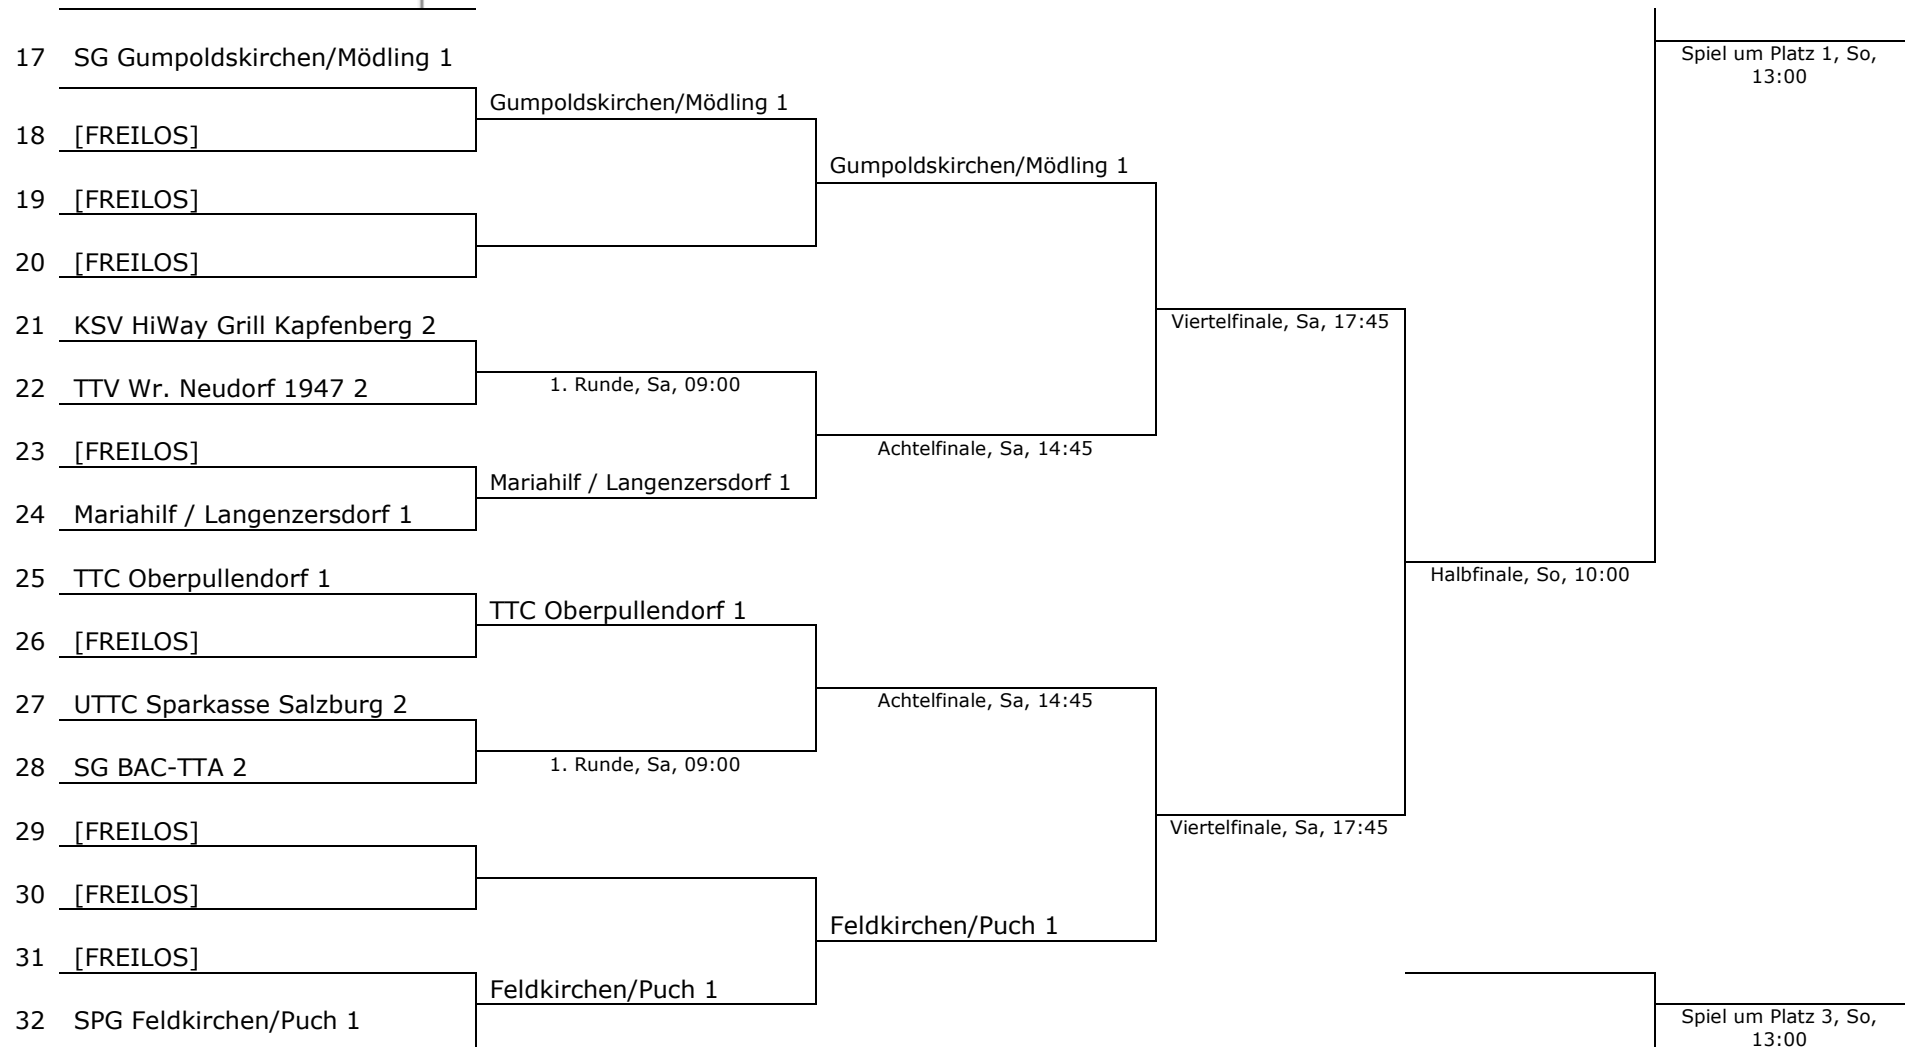 17 SG Gumpoldskirchen/Mödling 1
18 [FREILOS]
19 [FREILOS]
20 [FREILOS]
21 KSV HiWay Grill Kapfenberg 2
22 TTV Wr. Neudorf 1947 2
23 [FREILOS]
24 Mariahilf / Langenzersdorf 1
25 TTC Oberpullendorf 1
26 [FREILOS]
27 UTTC Sparkasse Salzburg 2
28 SG BAC-TTA 2
29 [FREILOS]
30 [FREILOS]
31 [FREILOS]
32 SPG Feldkirchen/Puch 1
Gumpoldskirchen/Mödling 1
1. Runde, Sa, 09:00
Mariahilf / Langenzersdorf 1
TTC Oberpullendorf 1
1. Runde, Sa, 09:00
Feldkirchen/Puch 1
Gumpoldskirchen/Mödling 1
Achtelfinale, Sa, 14:45
Achtelfinale, Sa, 14:45
Feldkirchen/Puch 1
Viertelfinale, Sa, 17:45
Viertelfinale, Sa, 17:45
Halbfinale, So, 10:00
Spiel um Platz 1, So,
13:00
Spiel um Platz 3, So,
13:00